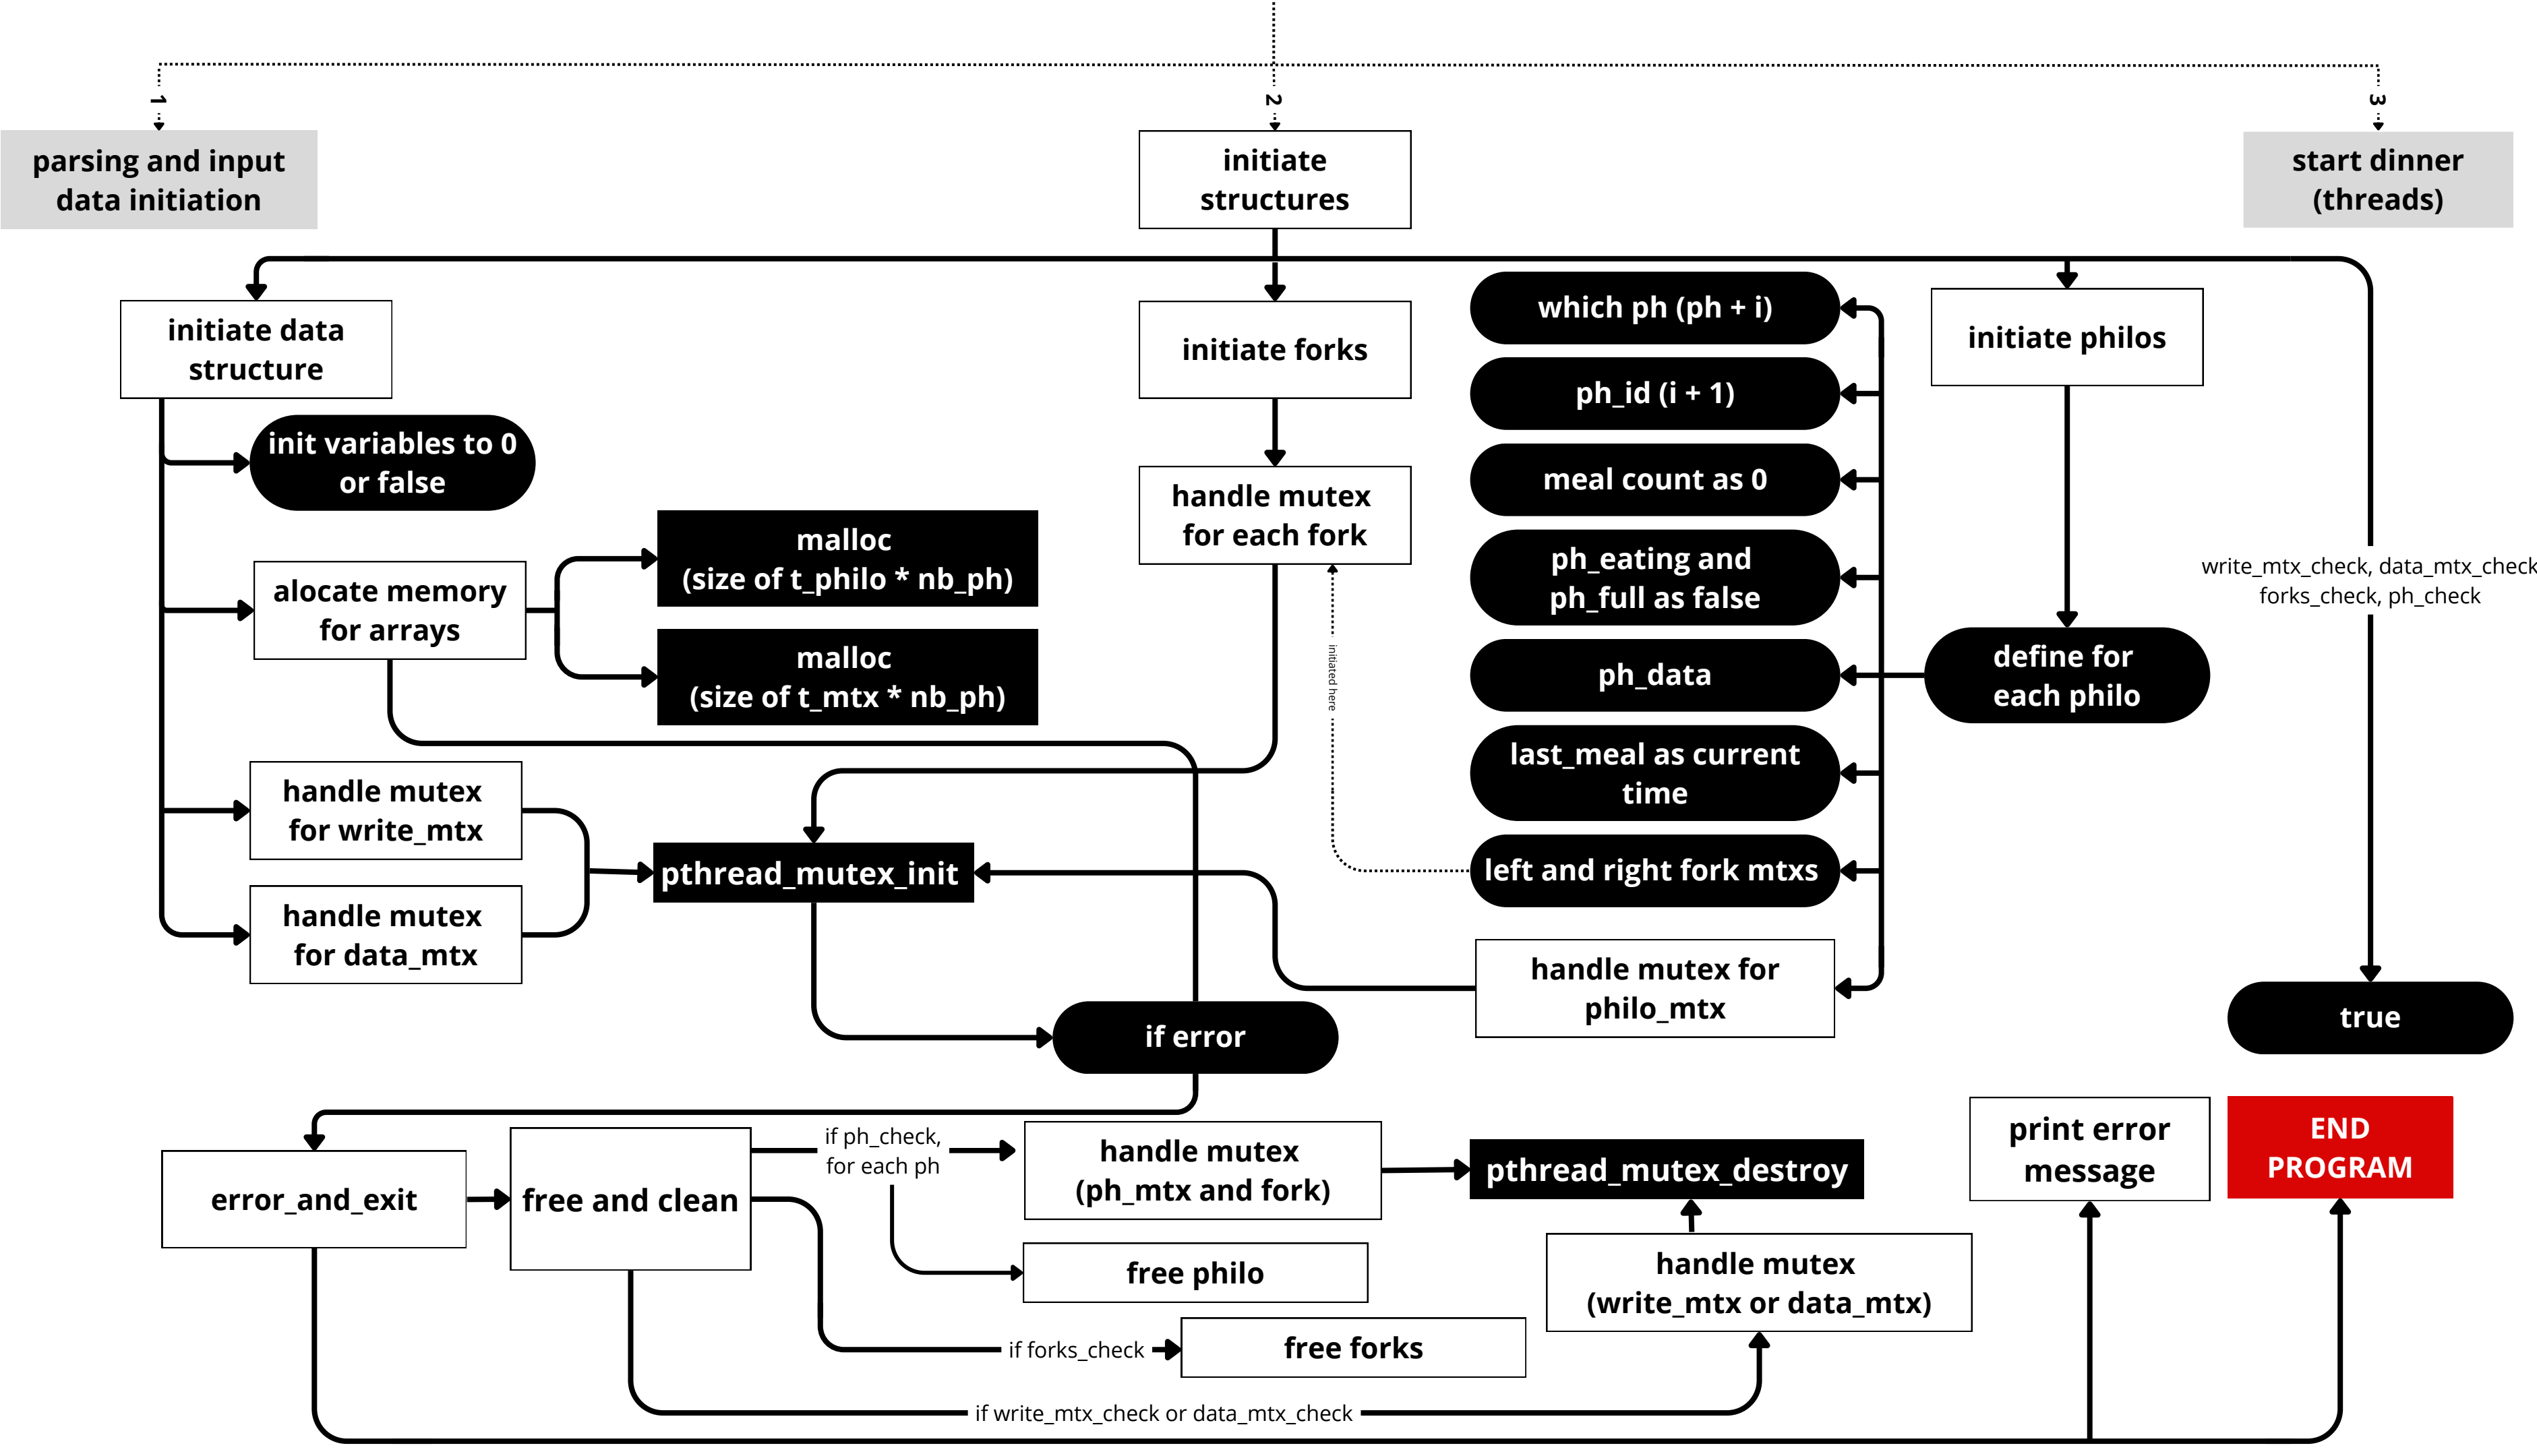 1
2
3
parsing and input
data initiation
initiate
structures
start dinner
(threads)
initiate data
structure
initiate forks
which ph (ph + i)
initiate philos
ph_id (i + 1)
init variables to 0
or false
meal count as 0
handle mutex
for each fork
malloc
(size of t_philo * nb_ph)
ph_eating and
ph_full as false
write_mtx_check, data_mtx_check
forks_check, ph_check
alocate memory
for arrays
malloc
(size of t_mtx * nb_ph)
initiated here
ph_data
define for
each philo
last_meal as current
time
handle mutex
for write_mtx
pthread_mutex_init
left and right fork mtxs
handle mutex
for data_mtx
handle mutex for
philo_mtx
if error
true
if ph_check,
for each ph
handle mutex
(ph_mtx and fork)
print error
message
END
PROGRAM
error_and_exit
free and clean
pthread_mutex_destroy
free philo
handle mutex
(write_mtx or data_mtx)
if forks_check
free forks
if write_mtx_check or data_mtx_check